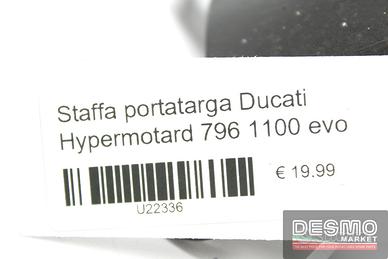 Staffa portatarga Ducati
Hypermotard 796 1100 evo
€ 19.99
U22336
DESMO
MARKET